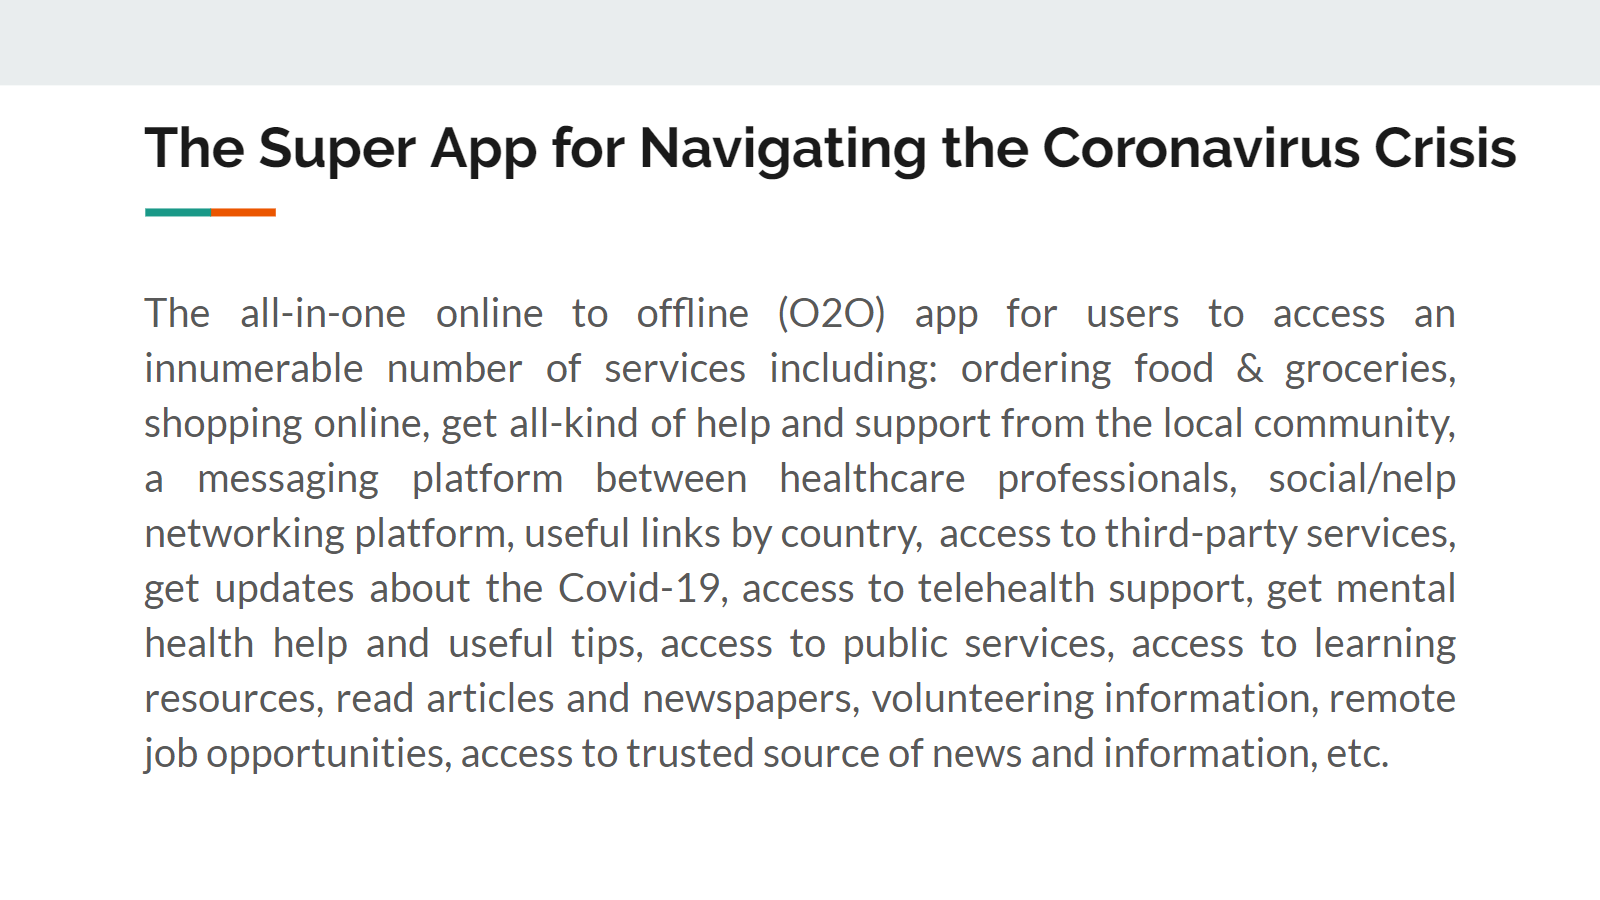 The Super App for Navigating the Coronavirus Crisis
The all-in-one online to offline (O2O) app for users to access an
innumerable number of services including: ordering food & groceries,
shopping online, get all-kind of help and support from the local community,
a messaging platform between healthcare professionals, social/nelp
networking platform, useful links by country, access to third-party services,
get updates about the Covid-19, access to telehealth support, get mental
health help and useful tips, access to public services, access to learning
resources, read articles and newspapers, volunteering information, remote
job opportunities, access to trusted source of news and information, etc.